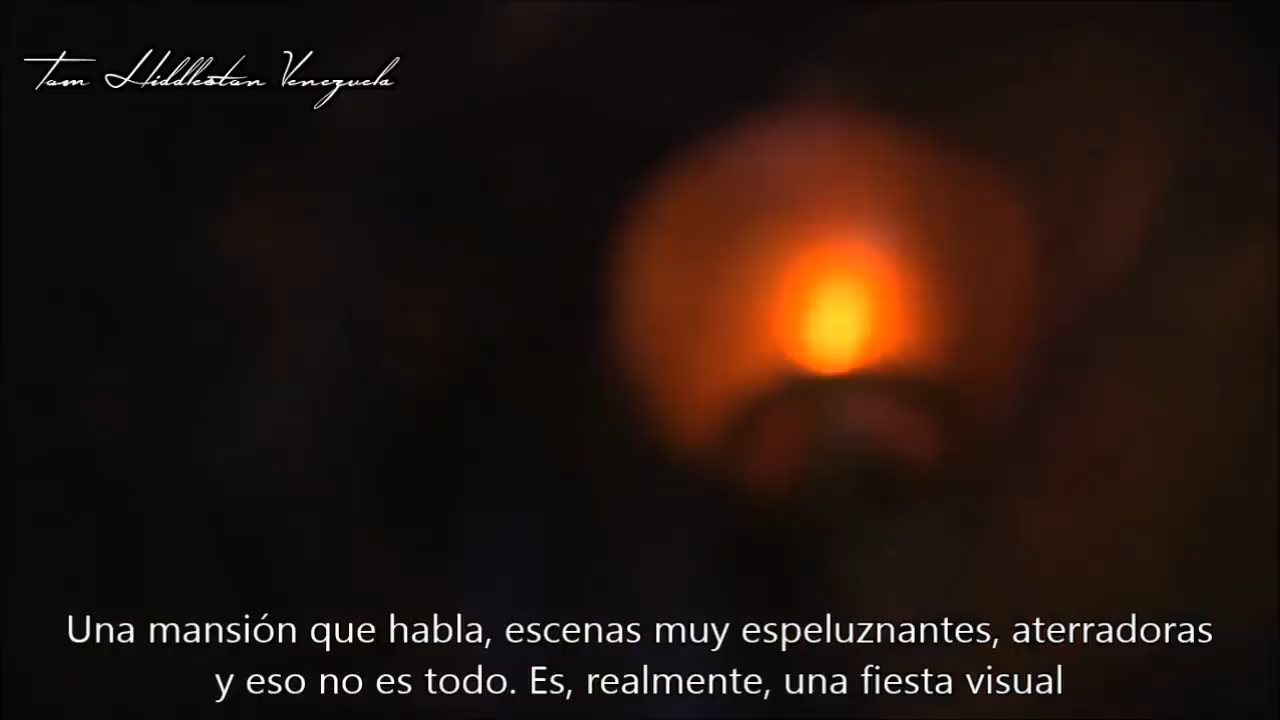 Tom Hiddleston Venezuela
Una mansión que habla, escenas muy espeluznantes, aterradoras
y eso no es todo. Es, realmente, una fiesta visual